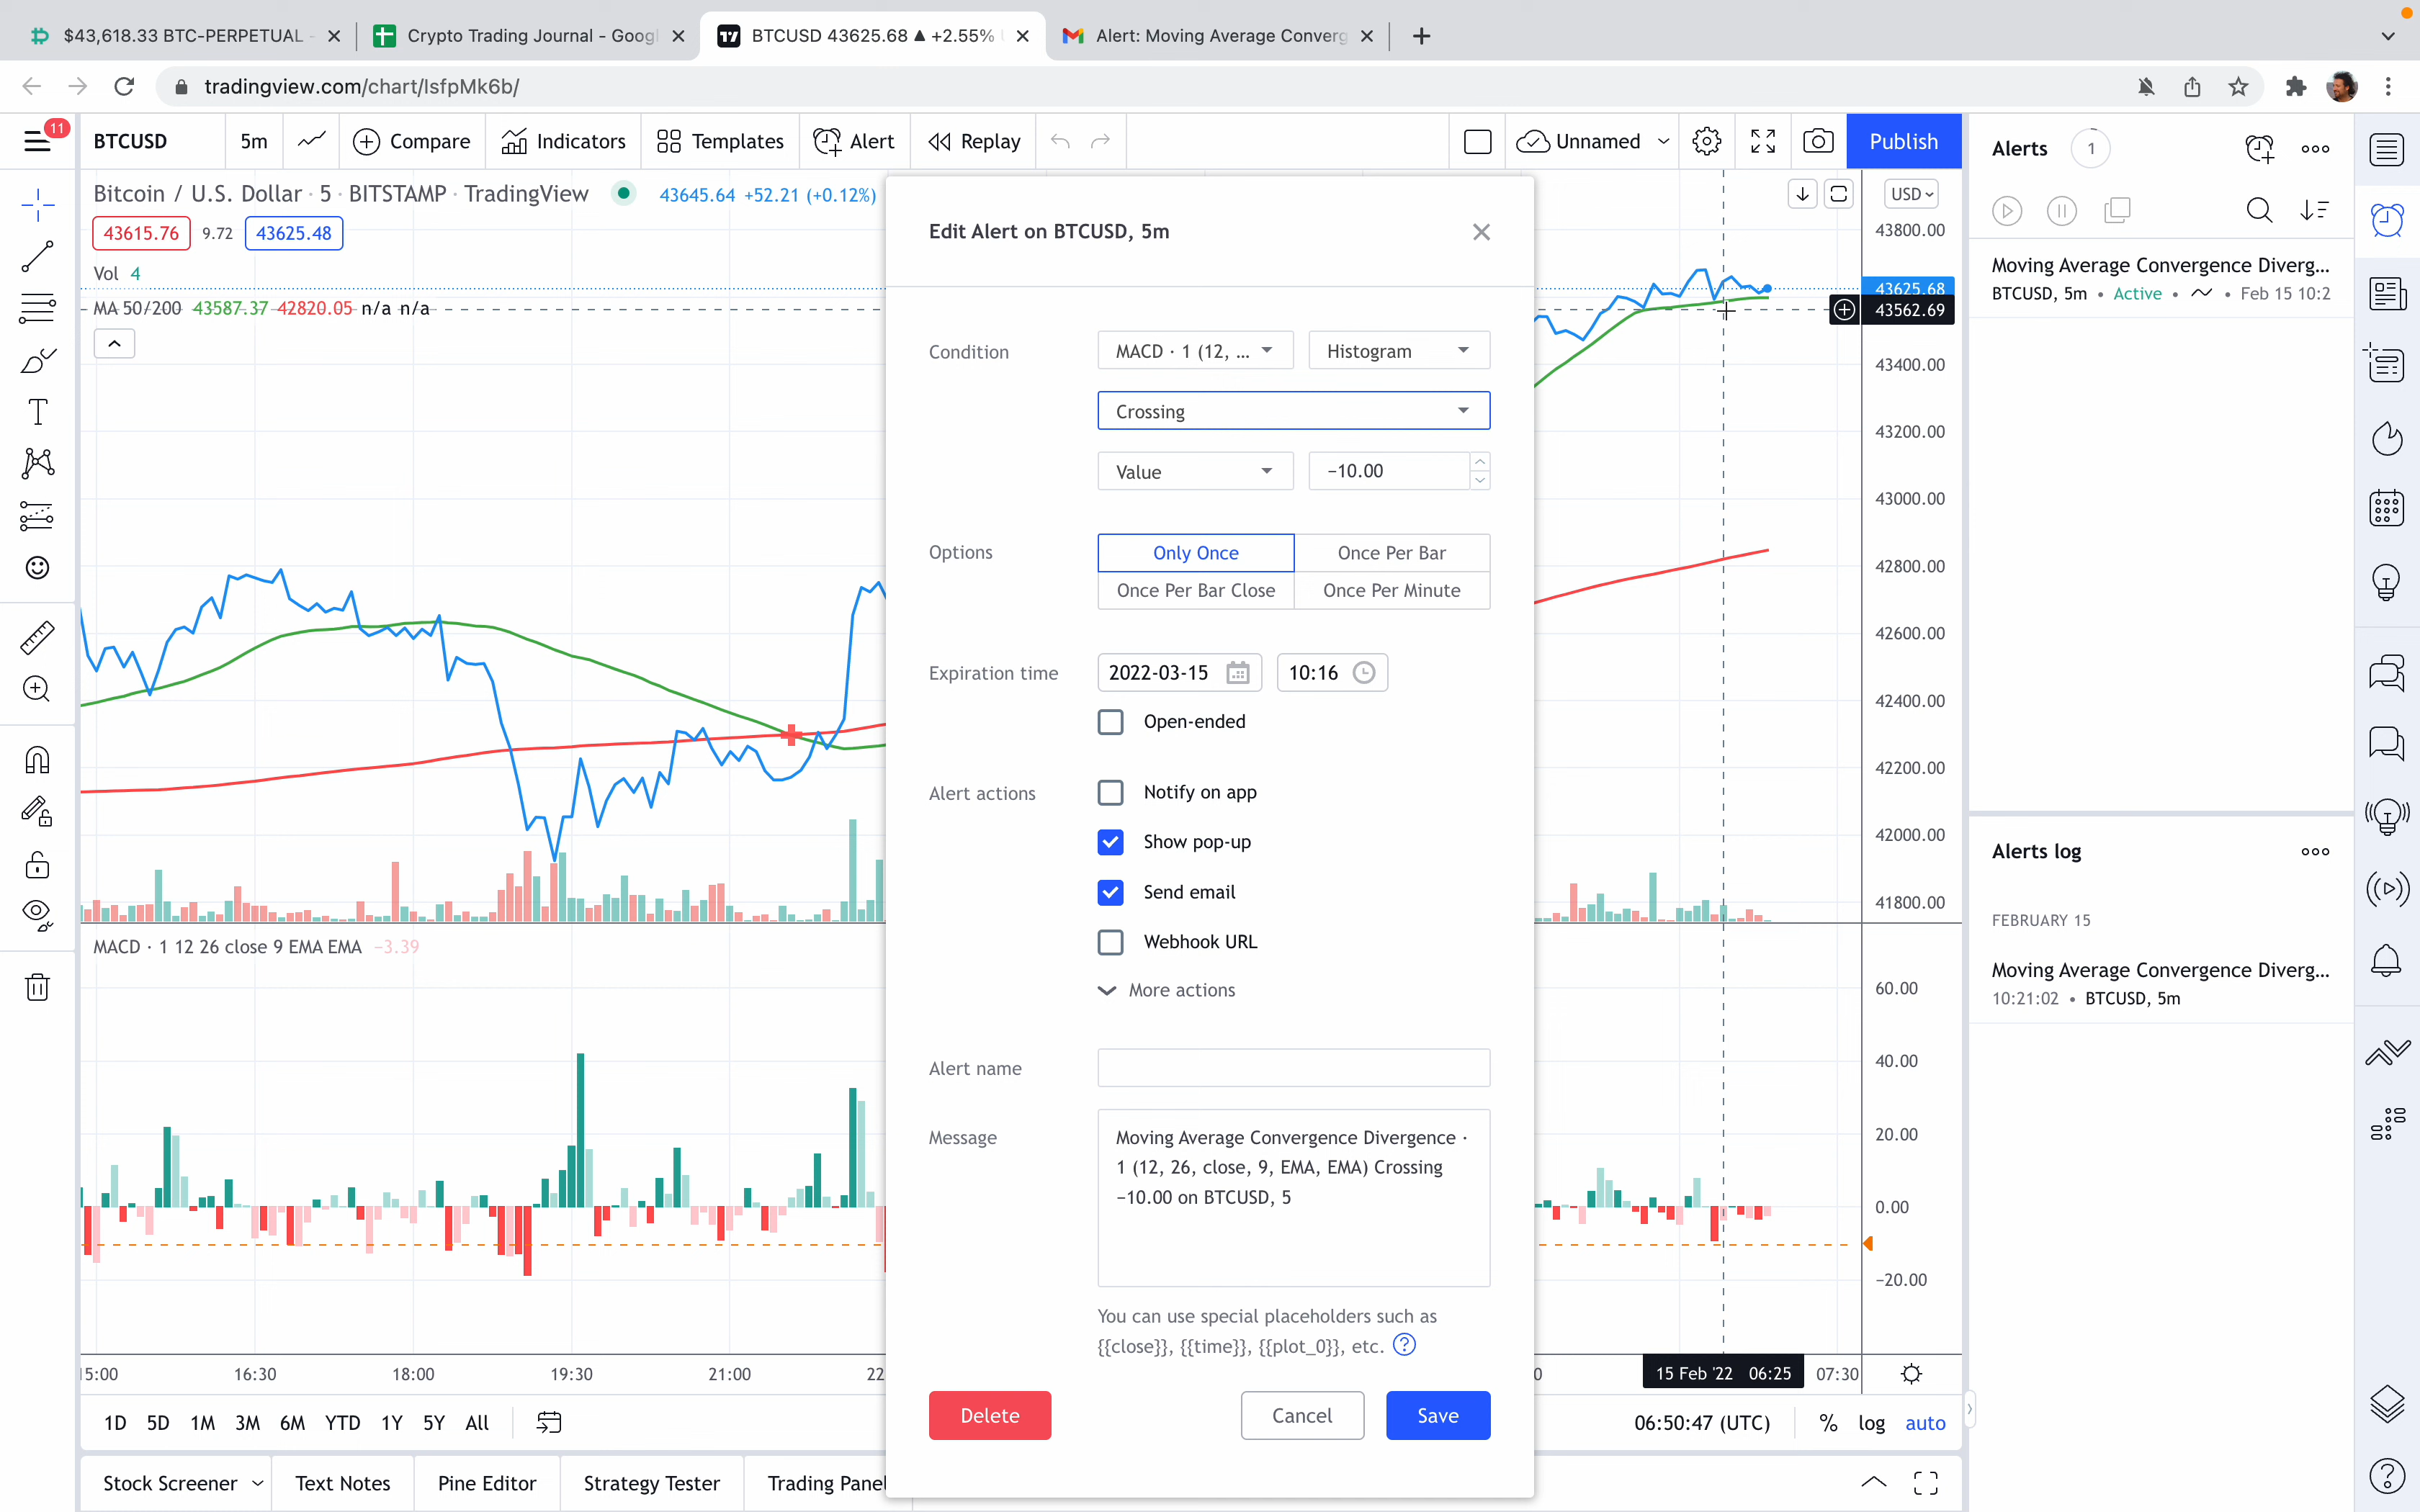 $43,618.33 BTC-PERPETUAL -
Crypto Trading Journal - Goog
BTCUSD 43625.68 ▲ +2.55%
Alert: Moving Average Converg
tradingview.com/chart/lsfpMk6b/
11
BTCUSD
5m
Compare
Indicators
Templates
Alert
Replay
Unnamed
Publish
Bitcoin / U.S. Dollar · 5 · BITSTAMP · TradingView
43645.64 +52.21 (+0.12%)
43615.76
9.72
43625.48
Vol 4
MA 50/200 43587.37 42820.05 n/a n/a
USD
43800.00
43625.68
43562.69
43400.00
43200.00
43000.00
42800.00
42600.00
42400.00
42200.00
42000.00
41800.00
MACD · 1 12 26 close 9 EMA EMA −3.39
60.00
40.00
20.00
0.00
−20.00
15:00
16:30
18:00
19:30
21:00
22
0
15 Feb '22 06:25
07:30
1D
5D
1M
3M
6M
YTD
1Y
5Y
All
06:50:47 (UTC)
%
log
auto
Stock Screener
Text Notes
Pine Editor
Strategy Tester
Trading Panel
Edit Alert on BTCUSD, 5m
Condition
MACD · 1 (12, ...
Histogram
Crossing
Value
−10.00
Options
Only Once
Once Per Bar
Once Per Bar Close
Once Per Minute
Expiration time
2022-03-15
10:16
Open-ended
Alert actions
Notify on app
Show pop-up
Send email
Webhook URL
More actions
Alert name
Message
Moving Average Convergence Divergence ·
1 (12, 26, close, 9, EMA, EMA) Crossing
−10.00 on BTCUSD, 5
You can use special placeholders such as
{{close}}, {{time}}, {{plot_0}}, etc.
Delete
Cancel
Save
Alerts
1
Moving Average Convergence Diverg...
BTCUSD, 5m • Active • • Feb 15 10:2
Alerts log
FEBRUARY 15
Moving Average Convergence Diverg...
10:21:02 • BTCUSD, 5m